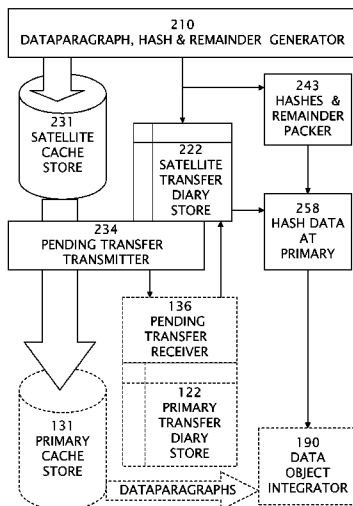 210
DATAPARAGRAPH, HASH & REMAINDER GENERATOR
231
SATELLITE
CACHE
STORE
222
SATELLITE
TRANSFER
DIARY
STORE
243
HASHES &
REMAINDER
PACKER
234
PENDING TRANSFER
TRANSMITTER
258
HASH DATA
AT
PRIMARY
136
PENDING
TRANSFER
RECEIVER
122
PRIMARY
TRANSFER
DIARY
STORE
131
PRIMARY
CACHE
STORE
190
DATA
OBJECT
INTEGRATOR
DATAPARAGRAPHS